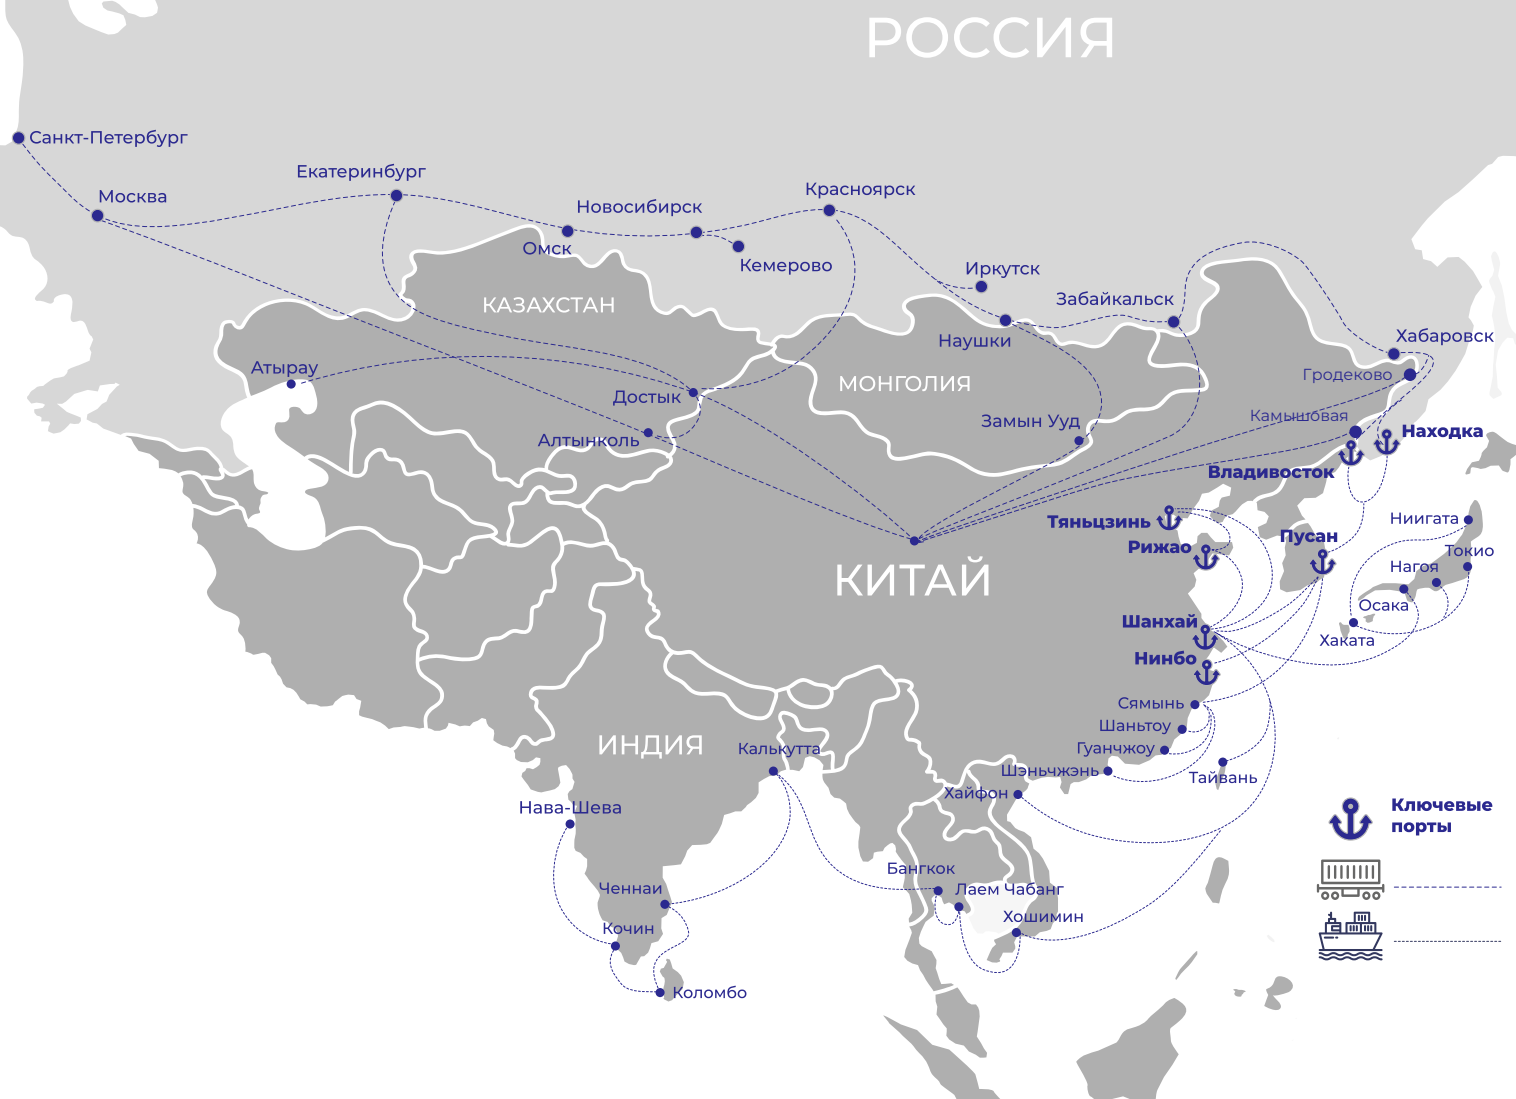 РОССИЯ
Санкт-Петербург
Москва
Екатеринбург
Омск
Новосибирск
Кемерово
Красноярск
Иркутск
Забайкальск
Наушки
Хабаровск
Гродеково
Камышовая
Находка
Владивосток
КАЗАХСТАН
Атырау
Достык
Алтынколь
МОНГОЛИЯ
Замын Ууд
Тяньцзинь
Рижао
Пусан
Ниигата
Токио
Нагоя
Осака
Хаката
КИТАЙ
Шанхай
Нинбо
Сямынь
Шаньтоу
Гуанчжоу
Шэньчжэнь
Тайвань
Хайфон
ИНДИЯ
Калькутта
Нава-Шева
Ченнаи
Кочин
Коломбо
Бангкок
Лаем Чабанг
Хошимин
Ключевые
порты